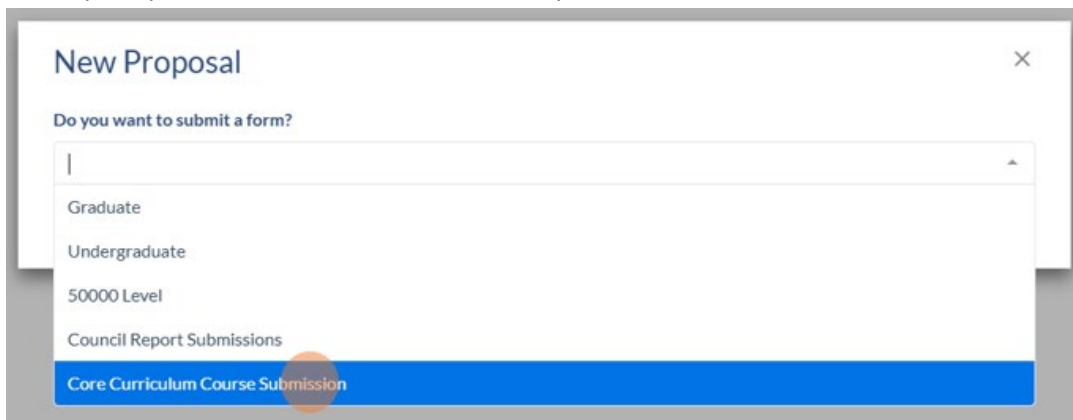 New Proposal
Do you want to submit a form?
Graduate
Undergraduate
50000 Level
Council Report Submissions
Core Curriculum Course Submission